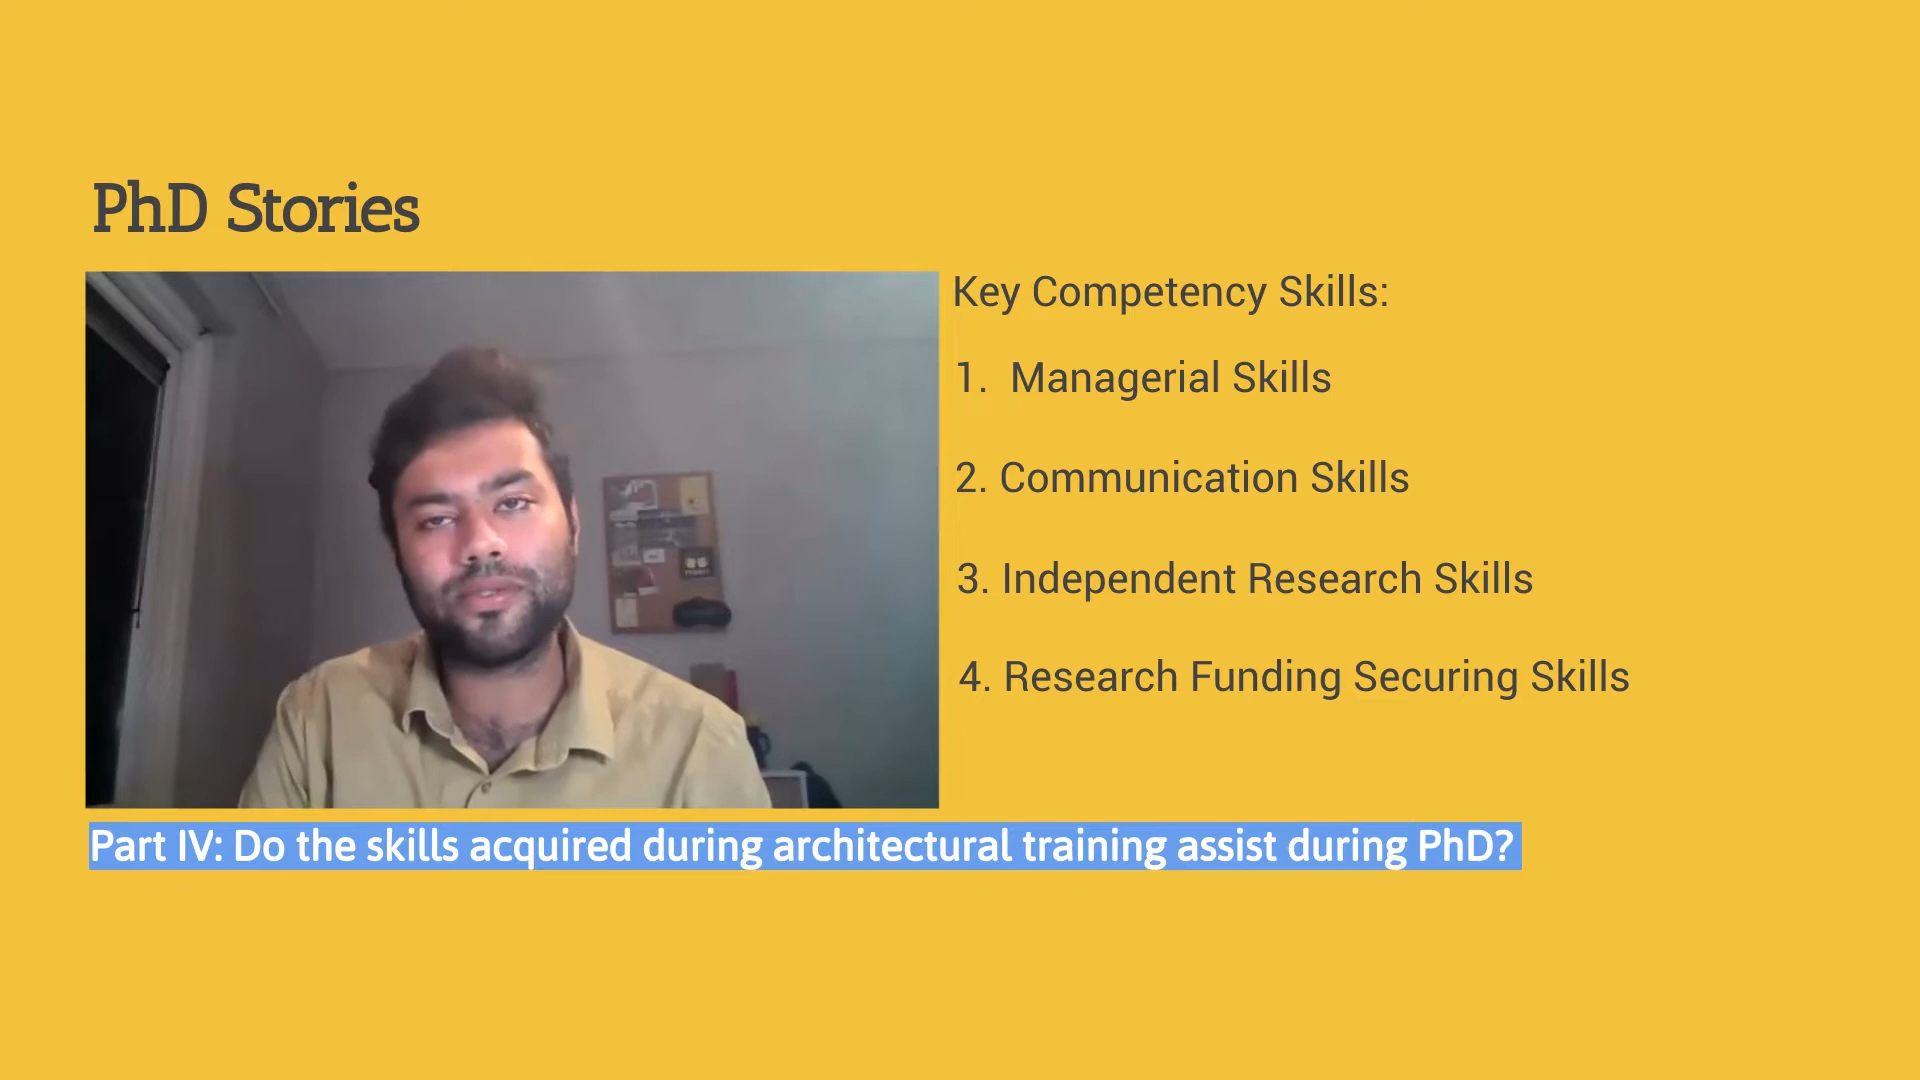 PhD Stories
Key Competency Skills:
1. Managerial Skills
2. Communication Skills
3. Independent Research Skills
4. Research Funding Securing Skills
Part IV: Do the skills acquired during architectural training assist during PhD?